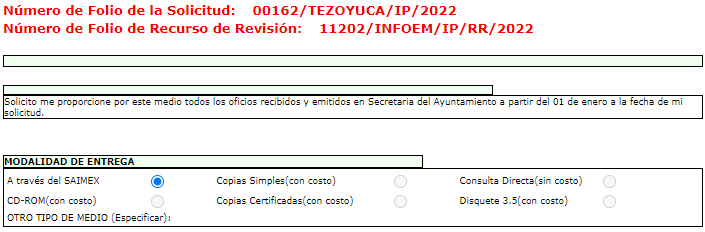 Número de Folio de la Solicitud: 00162/TEZOYUCA/IP/2022
Número de Folio de Recurso de Revisión: 11202/INFOEM/IP/RR/2022
Solicito me proporcione por este medio todos los oficios recibidos y emitidos en Secretaria del Ayuntamiento a partir del 01 de enero a la fecha de mi
solicitud.
MODALIDAD DE ENTREGA
A través del SAIMEX Copias Simples(con costo) Consulta Directa(sin costo)
CD-ROM(con costo) Copias Certificadas(con costo) Disquete 3.5(con costo)
OTRO TIPO DE MEDIO (Especificar):